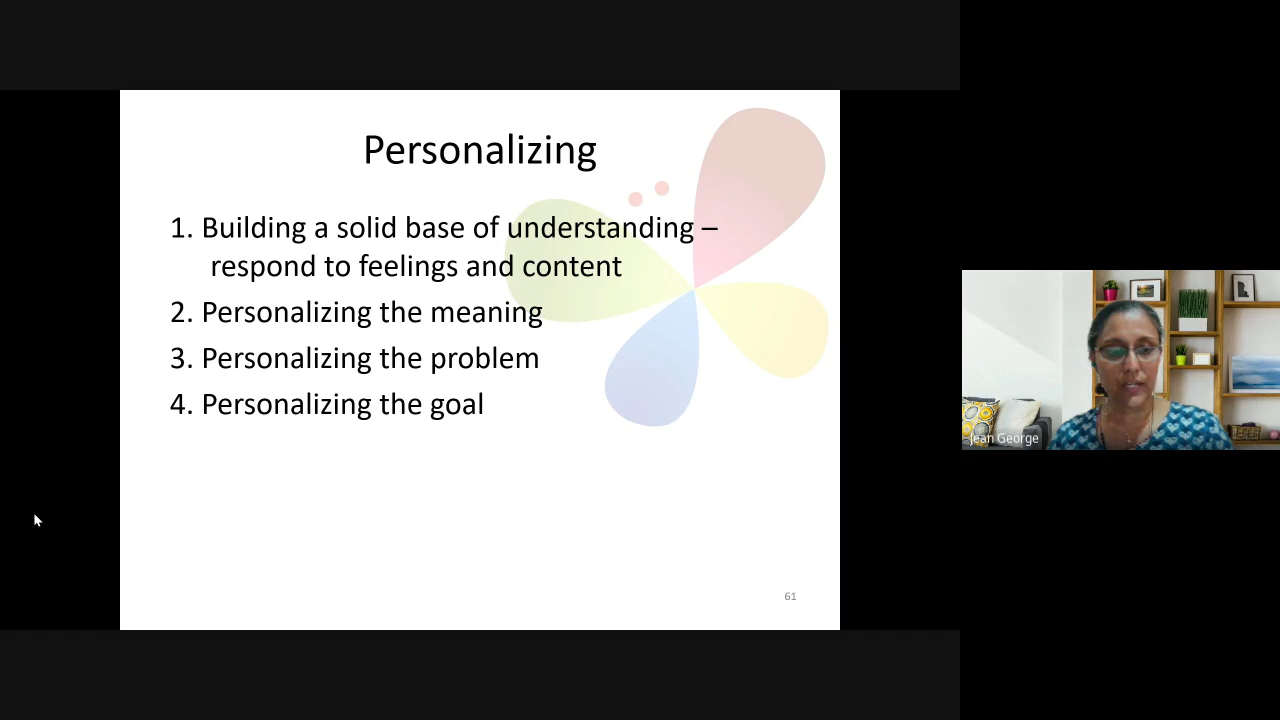 Personalizing
1. Building a solid base of understanding –
respond to feelings and content
2. Personalizing the meaning
3. Personalizing the problem
4. Personalizing the goal
61
Jean George